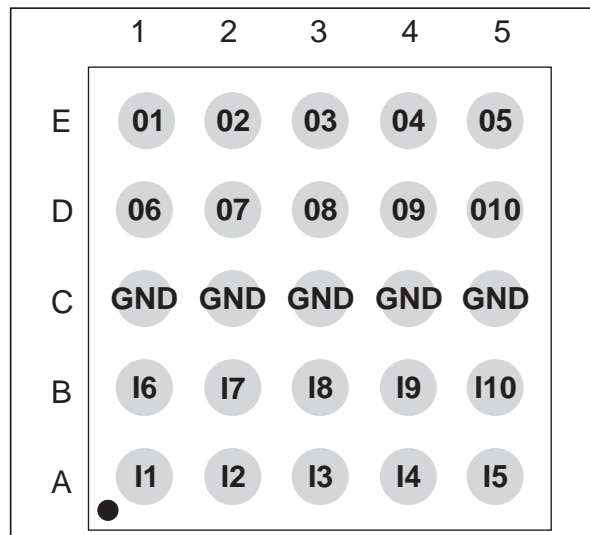 1 2 3 4 5
E 01 02 03 04 05
D 06 07 08 09 010
C GND GND GND GND GND
B I6 I7 I8 I9 I10
A I1 I2 I3 I4 I5